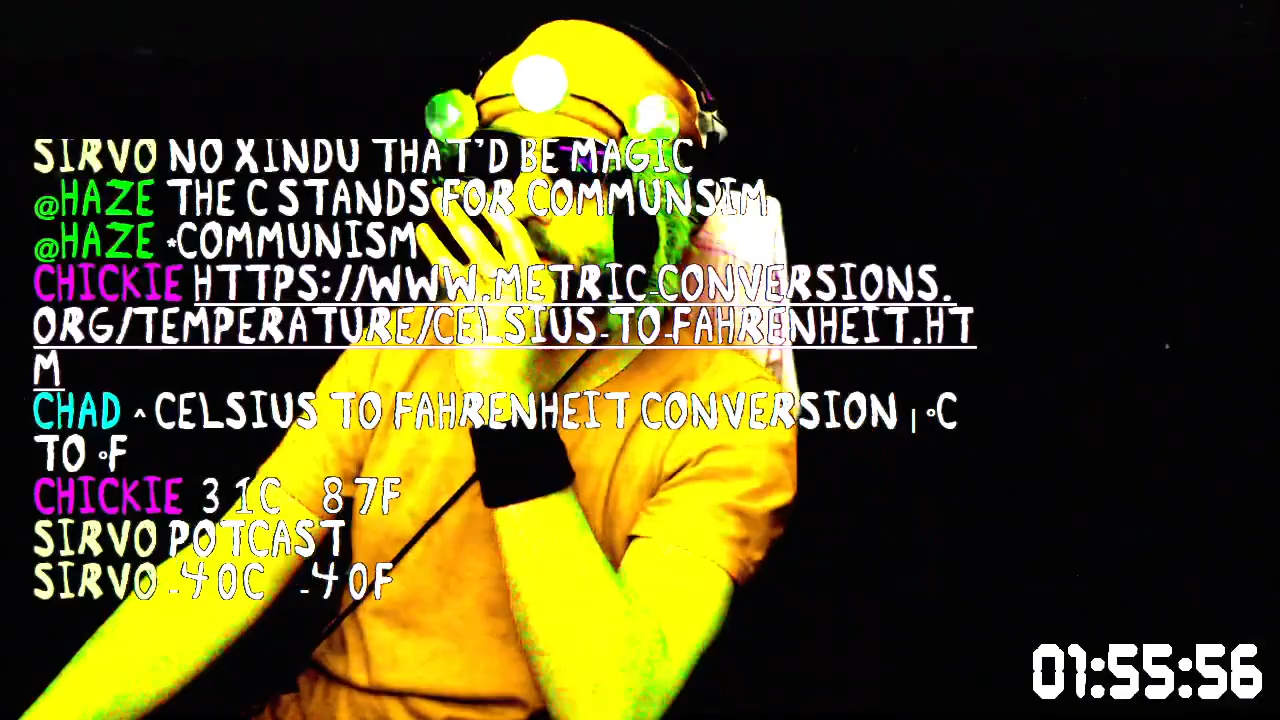 SIRVO NO XINDU THAT'D BE MAGIC
@HAZE THE C STANDS FOR COMMUNSIM
@HAZE *COMMUNISM
CHICKIE HTTPS://WWW.METRIC-CONVERSIONS.
ORG/TEMPERATURE/CELSIUS-TO-FAHRENHEIT.HT
M
CHAD ^ CELSIUS TO FAHRENHEIT CONVERSION | °C
TO °F
CHICKIE 31C 87F
SIRVO POTCAST
SIRVO -40C -40F
01:55:56